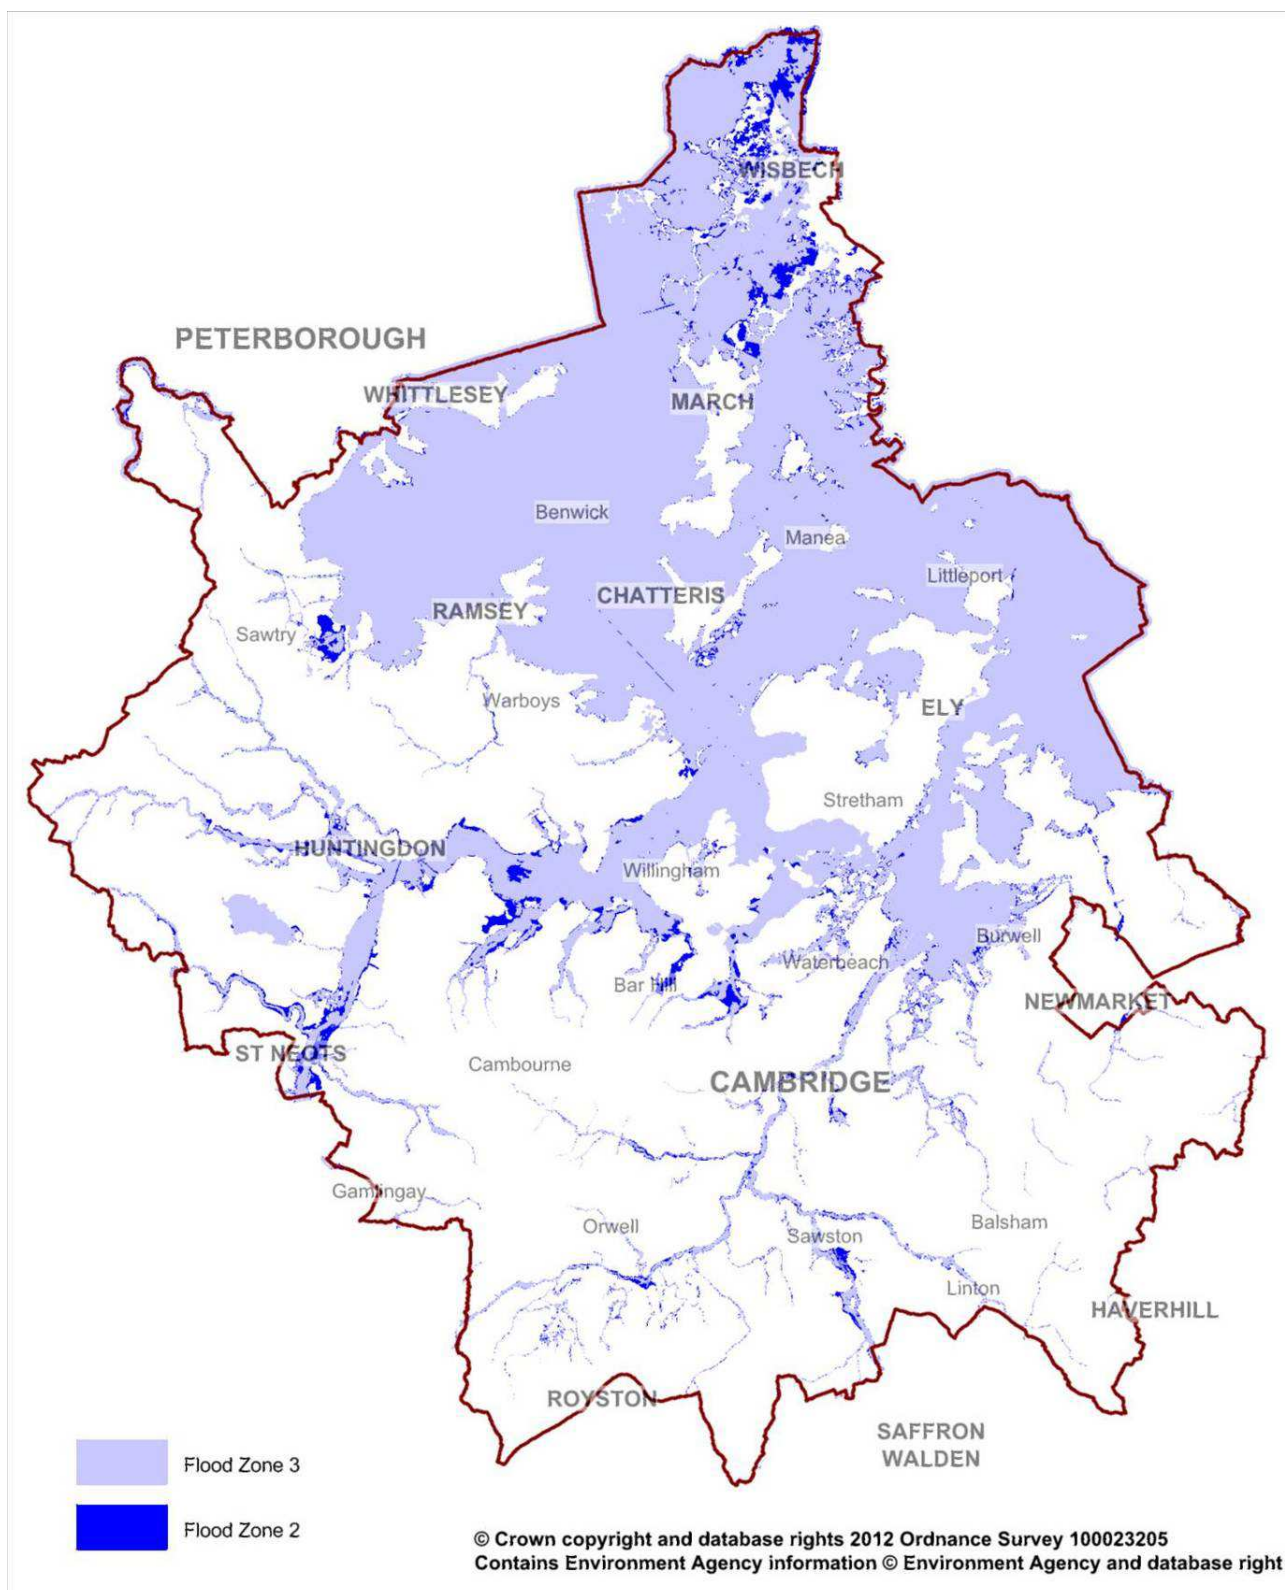 WISBECH
PETERBOROUGH
WHITTLESEY
MARCH
Benwick
Manea
Littleport
CHATTERIS
RAMSEY
Sawtry
Warboys
ELY
Stretham
HUNTINGDON
Willingham
Burwell
Waterbeach
Bar Hill
NEWMARKET
ST NEOTS
Cambourne
CAMBRIDGE
Gamlingay
Orwell
Sawston
Balsham
Linton
HAVERHILL
ROYSTON
SAFFRON
WALDEN
Flood Zone 3
Flood Zone 2
© Crown copyright and database rights 2012 Ordnance Survey 100023205
Contains Environment Agency information © Environment Agency and database right